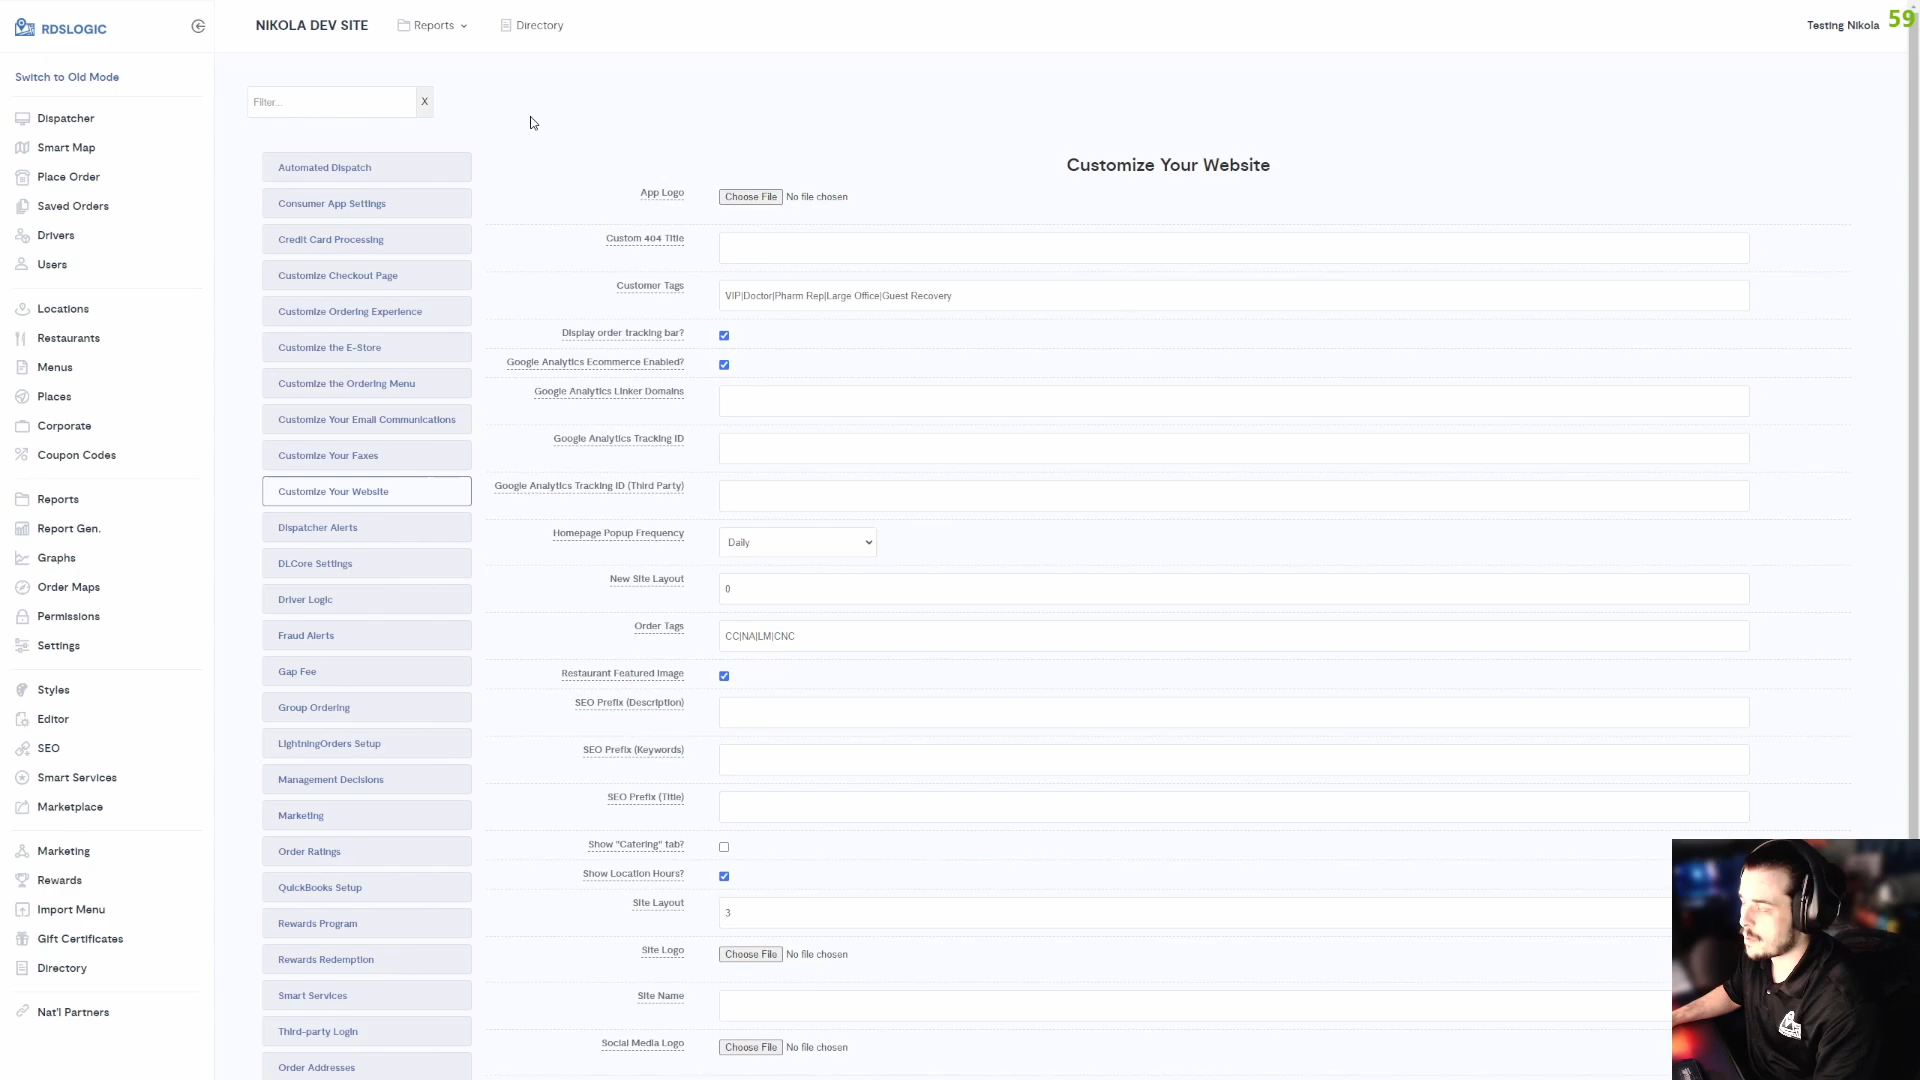 RDSLOGIC
NIKOLA DEV SITE
Reports
Directory
Testing Nikola
59
Switch to Old Mode
Dispatcher
Smart Map
Place Order
Saved Orders
Drivers
Users
Locations
Restaurants
Menus
Places
Corporate
Coupon Codes
Reports
Report Gen.
Graphs
Order Maps
Permissions
Settings
Styles
Editor
SEO
Smart Services
Marketplace
Marketing
Rewards
Import Menu
Gift Certificates
Directory
Nat'l Partners
Filter...
X
Automated Dispatch
Consumer App Settings
Credit Card Processing
Customize Checkout Page
Customize Ordering Experience
Customize the E-Store
Customize the Ordering Menu
Customize Your Email Communications
Customize Your Faxes
Customize Your Website
Dispatcher Alerts
DLCore Settings
Driver Logic
Fraud Alerts
Gap Fee
Group Ordering
LightningOrders Setup
Management Decisions
Marketing
Order Ratings
QuickBooks Setup
Rewards Program
Rewards Redemption
Smart Services
Third-party Login
Order Addresses
Customize Your Website
App Logo
Choose File No file chosen
Custom 404 Title
Customer Tags
VIP|Doctor|Pharm Rep|Large Office|Guest Recovery
Display order tracking bar?
Google Analytics Ecommerce Enabled?
Google Analytics Linker Domains
Google Analytics Tracking ID
Google Analytics Tracking ID (Third Party)
Homepage Popup Frequency
Daily
New Site Layout
0
Order Tags
CC|NA|LM|CNC
Restaurant Featured Image
SEO Prefix (Description)
SEO Prefix (Keywords)
SEO Prefix (Title)
Show "Catering" tab?
Show Location Hours?
Site Layout
3
Site Logo
Choose File No file chosen
Site Name
Social Media Logo
Choose File No file chosen